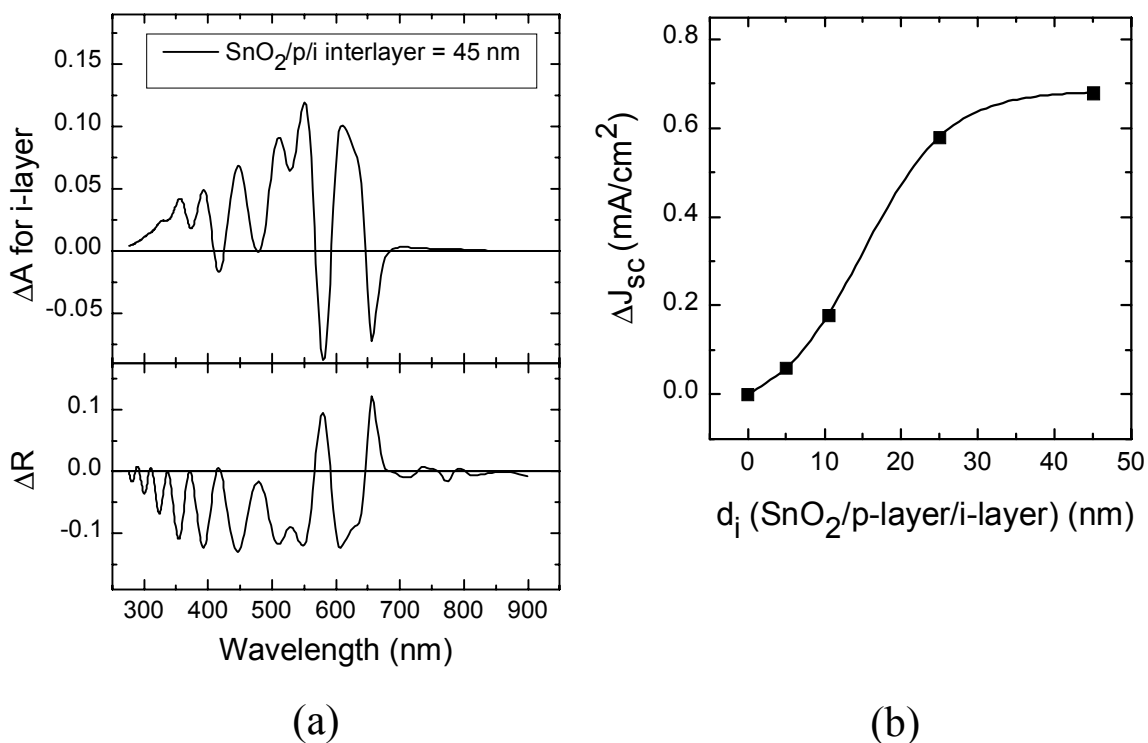 SnO2/p/i interlayer = 45 nm
0.15
0.10
0.05
0.00
-0.05
ΔA for i-layer
0.1
0.0
-0.1
ΔR
300 400 500 600 700 800 900
Wavelength (nm)
(a)
0.8
0.6
0.4
0.2
0.0
ΔJsc (mA/cm2)
0 10 20 30 40 50
di (SnO2/p-layer/i-layer) (nm)
(b)